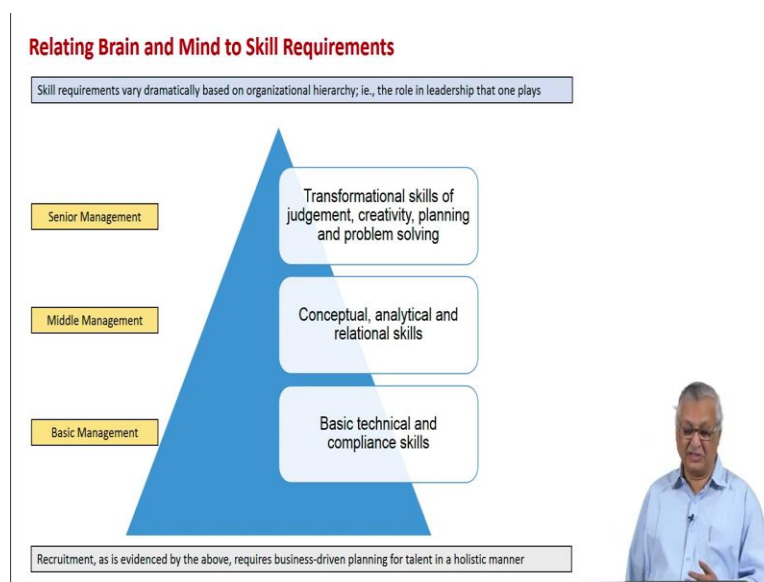 Relating Brain and Mind to Skill Requirements
Skill requirements vary dramatically based on organizational hierarchy; ie., the role in leadership that one plays
Senior Management
Transformational skills of
judgement, creativity, planning
and problem solving
Middle Management
Conceptual, analytical and
relational skills
Basic Management
Basic technical and
compliance skills
Recruitment, as is evidenced by the above, requires business-driven planning for talent in a holistic manner